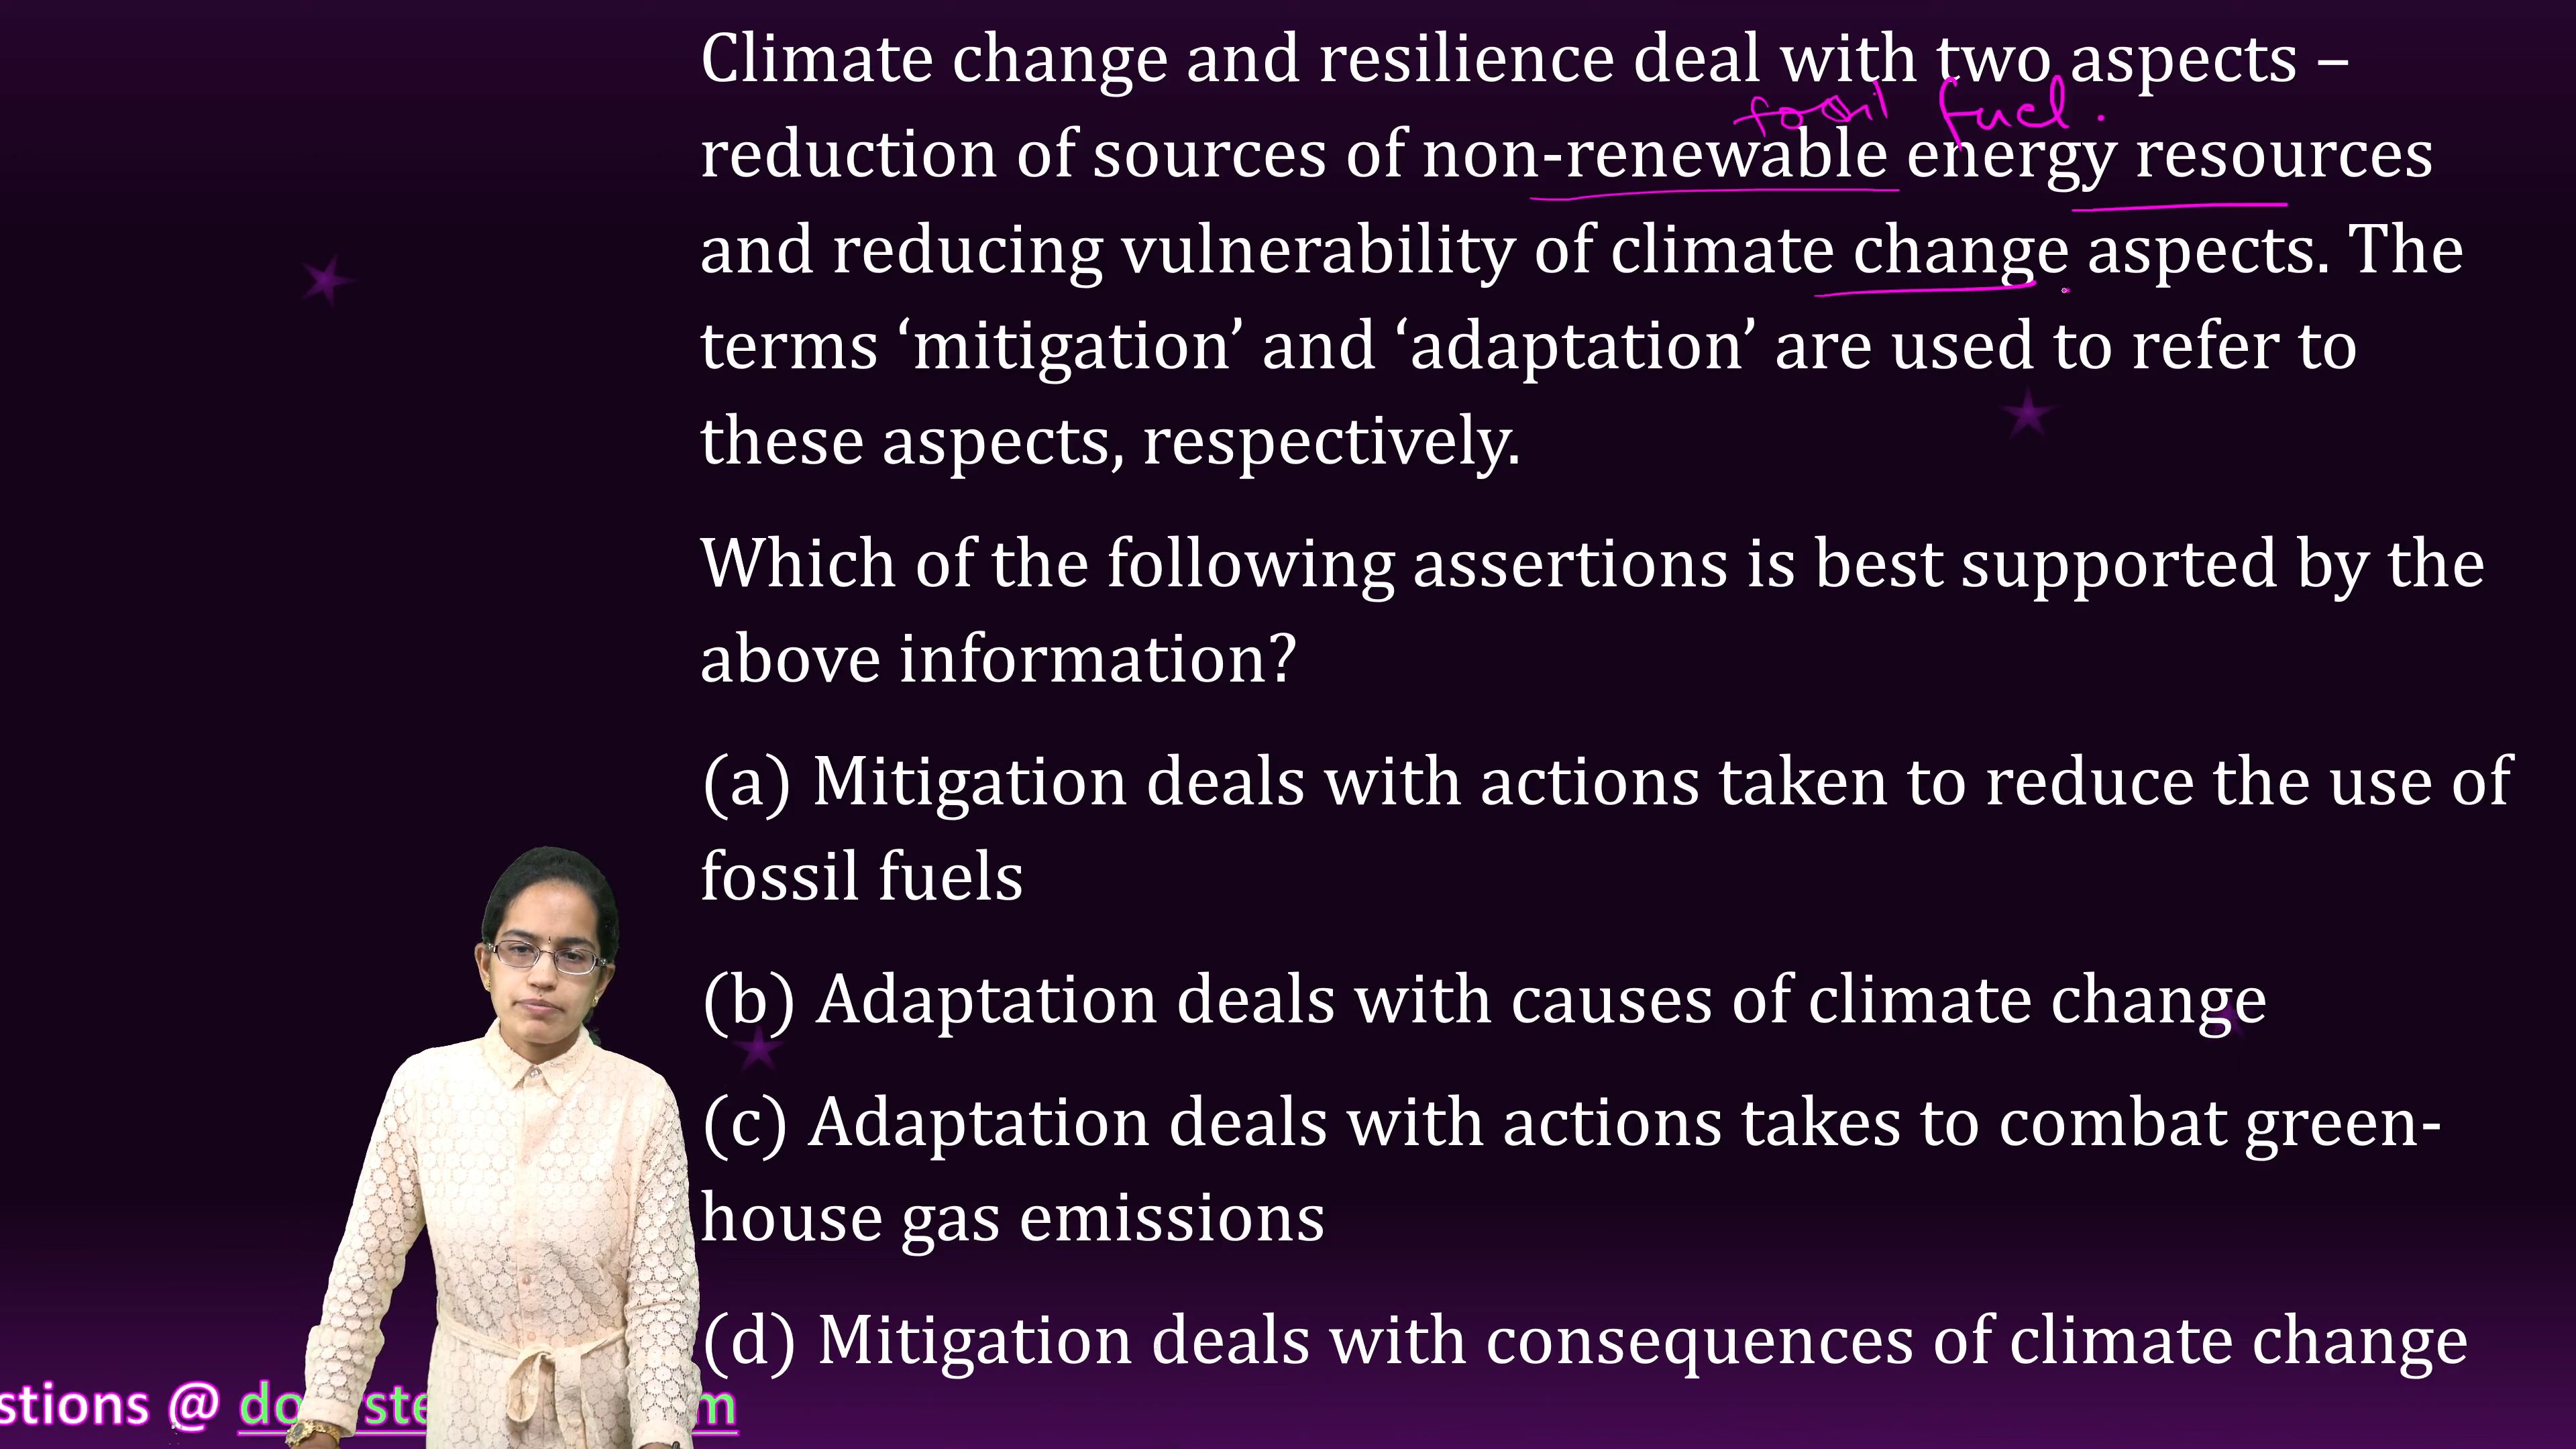 Climate change and resilience deal with two aspects –
fossil fuel.
reduction of sources of non-renewable energy resources
and reducing vulnerability of climate change aspects. The
terms ‘mitigation’ and ‘adaptation’ are used to refer to
these aspects, respectively.
Which of the following assertions is best supported by the
above information?
(a) Mitigation deals with actions taken to reduce the use of
fossil fuels
(b) Adaptation deals with causes of climate change
(c) Adaptation deals with actions takes to combat green-
house gas emissions
(d) Mitigation deals with consequences of climate change
stions @